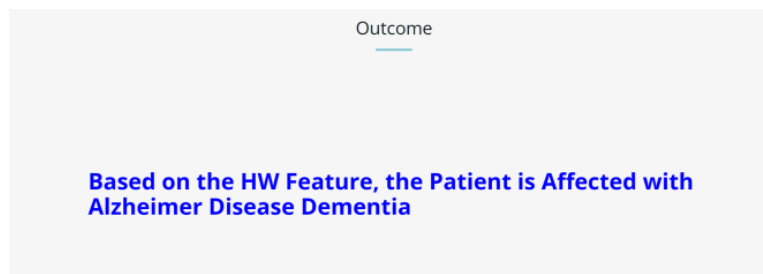 Outcome
Based on the HW Feature, the Patient is Affected with
Alzheimer Disease Dementia